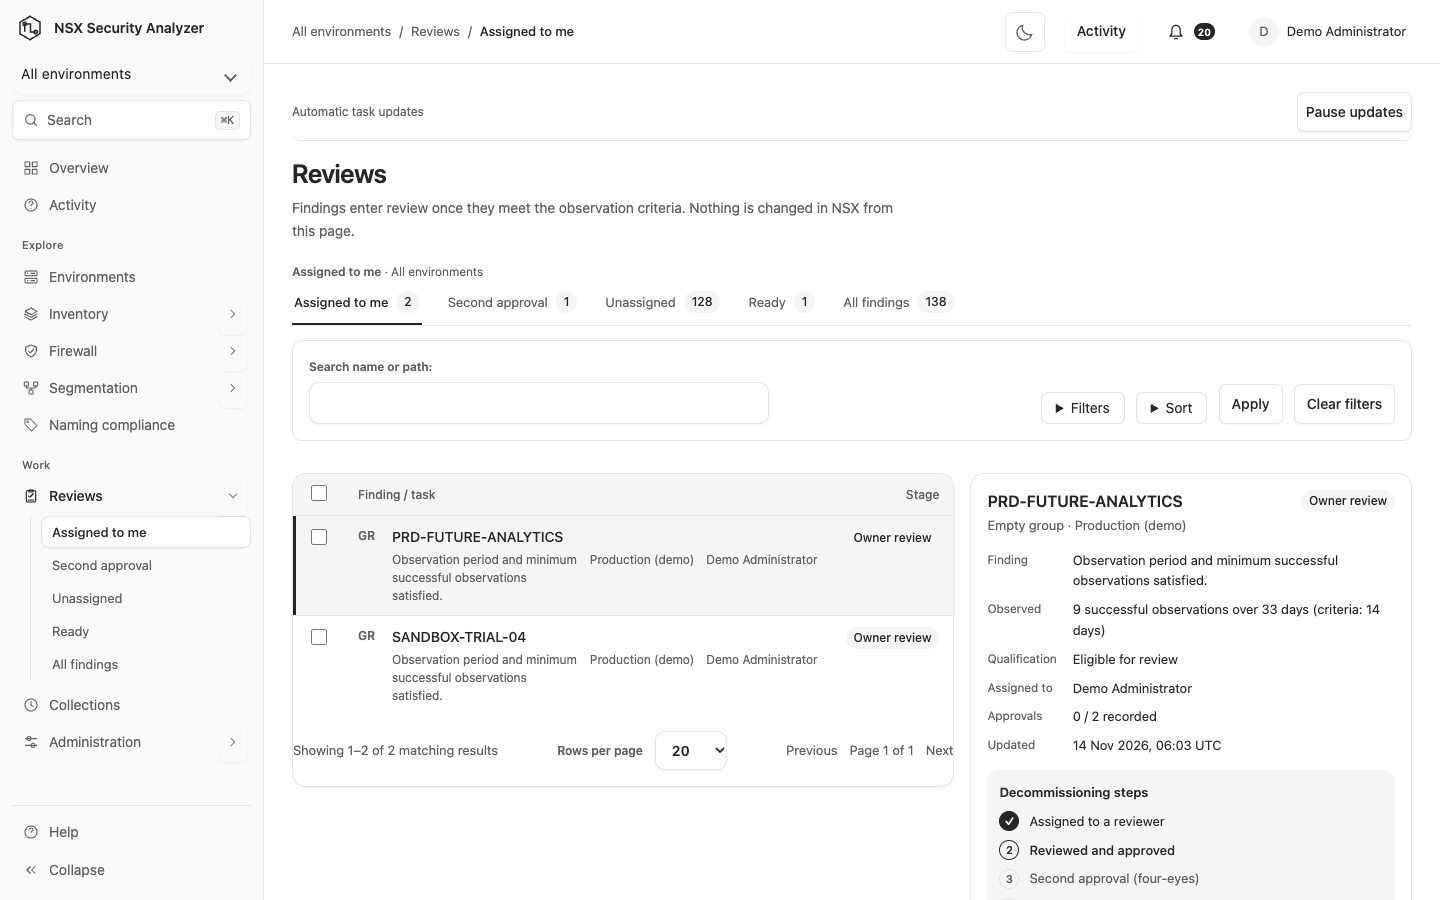 NSX Security Analyzer
All environments
Search ⌘K
Overview
Activity
Explore
Environments
Inventory
Firewall
Segmentation
Naming compliance
Work
Reviews
Assigned to me
Second approval
Unassigned
Ready
All findings
Collections
Administration
Help
Collapse
All environments / Reviews / Assigned to me
Activity
20
D Demo Administrator
Automatic task updates
Pause updates
Reviews
Findings enter review once they meet the observation criteria. Nothing is changed in NSX from
this page.
Assigned to me · All environments
Assigned to me 2 Second approval 1 Unassigned 128 Ready 1 All findings 138
Search name or path:
Filters Sort Apply Clear filters
Finding / task Stage
GR PRD-FUTURE-ANALYTICS Owner review
Observation period and minimum Production (demo) Demo Administrator
successful observations
satisfied.
GR SANDBOX-TRIAL-04 Owner review
Observation period and minimum Production (demo) Demo Administrator
successful observations
satisfied.
Showing 1–2 of 2 matching results Rows per page 20 Previous Page 1 of 1 Next
PRD-FUTURE-ANALYTICS Owner review
Empty group · Production (demo)
Finding Observation period and minimum successful
observations satisfied.
Observed 9 successful observations over 33 days (criteria: 14
days)
Qualification Eligible for review
Assigned to Demo Administrator
Approvals 0 / 2 recorded
Updated 14 Nov 2026, 06:03 UTC
Decommissioning steps
Assigned to a reviewer
2 Reviewed and approved
3 Second approval (four-eyes)